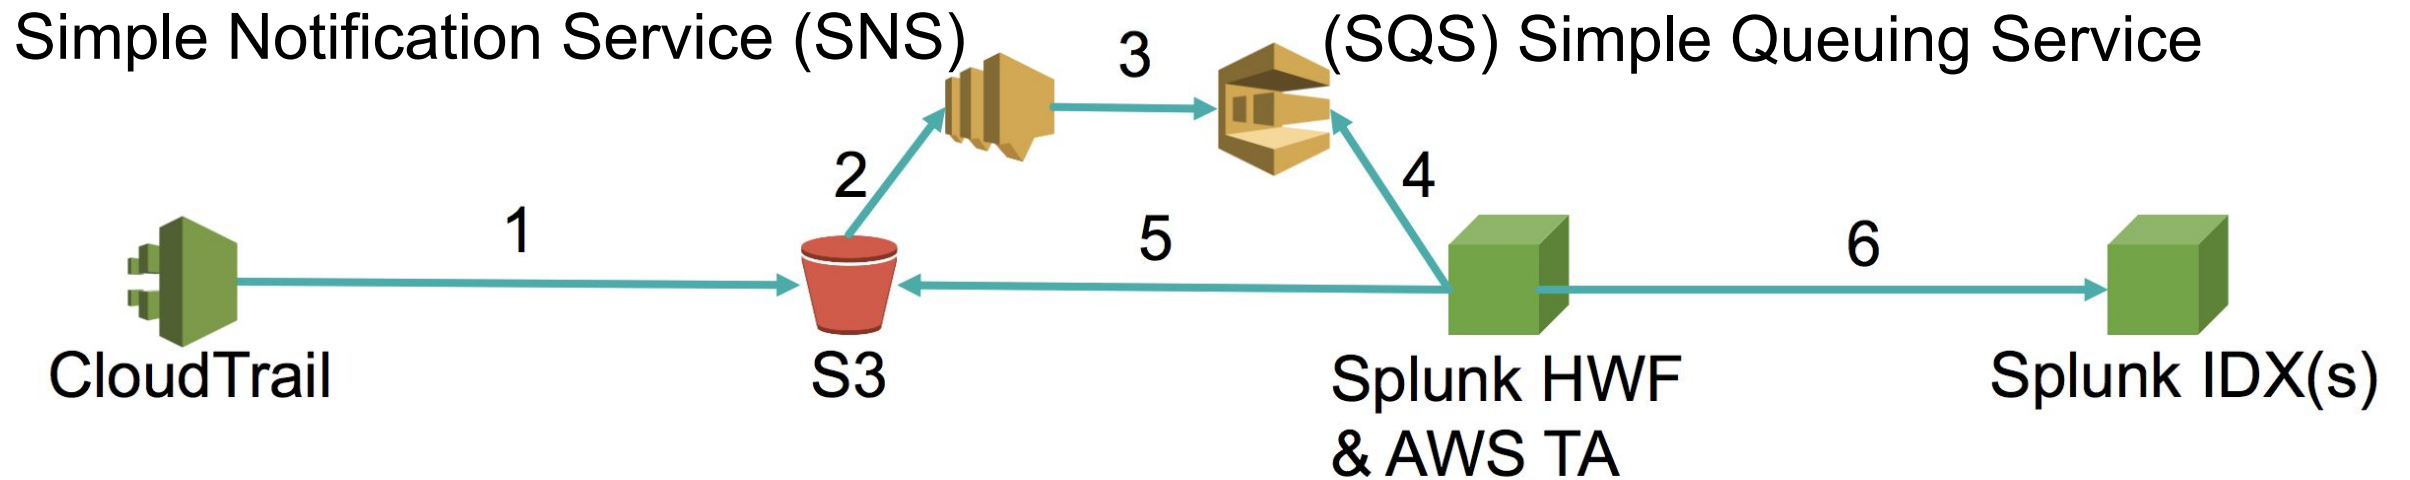 Simple Notification Service (SNS)
3
(SQS) Simple Queuing Service
2
4
1
5
6
CloudTrail
S3
Splunk HWF
& AWS TA
Splunk IDX(s)